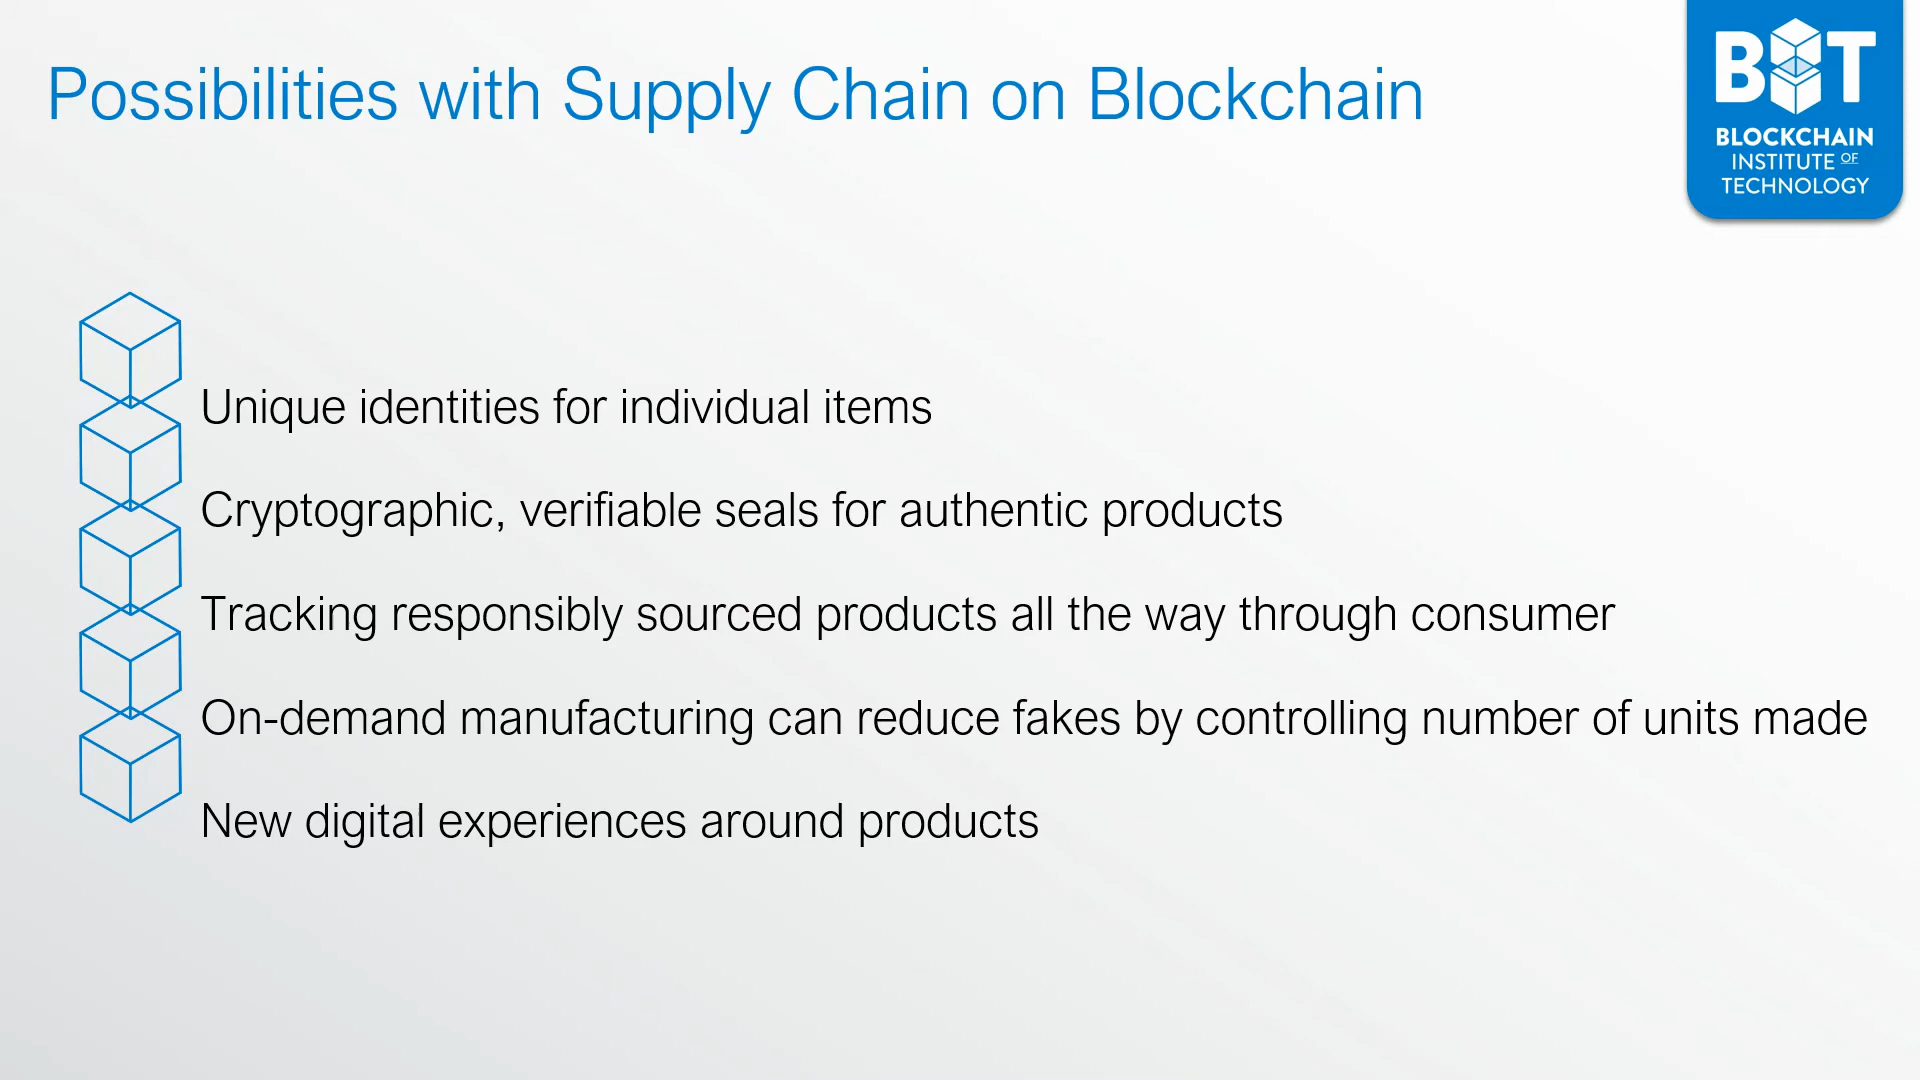 Possibilities with Supply Chain on Blockchain
BIT
BLOCKCHAIN
INSTITUTE OF
TECHNOLOGY
Unique identities for individual items
Cryptographic, verifiable seals for authentic products
Tracking responsibly sourced products all the way through consumer
On-demand manufacturing can reduce fakes by controlling number of units made
New digital experiences around products